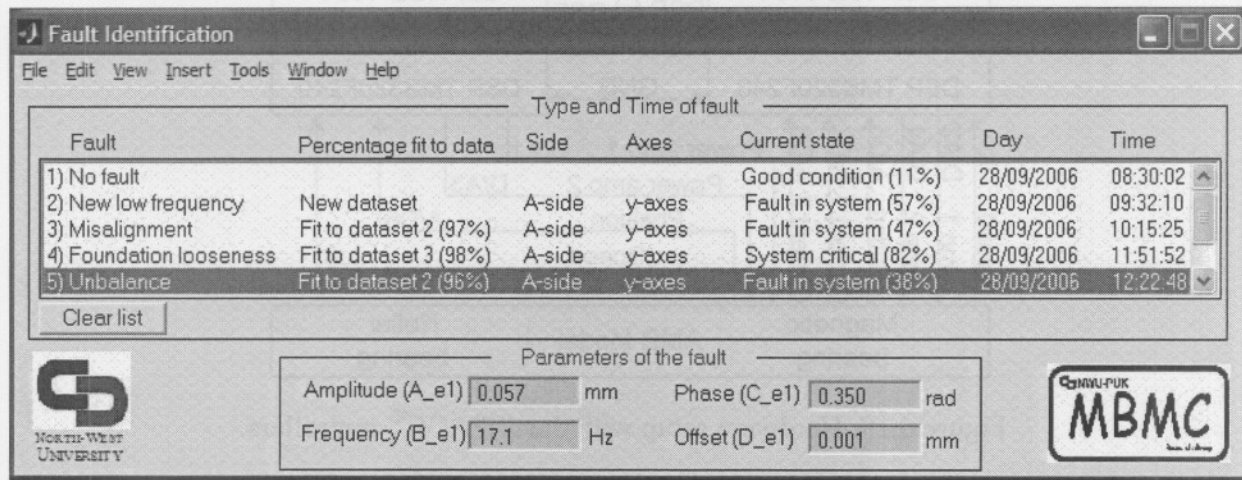 Fault Identification
File Edit View Insert Tools Window Help
Type and Time of fault
Fault Percentage fit to data Side Axes Current state Day Time
1) No fault Good condition (11%) 28/09/2006 08:30:02
2) New low frequency New dataset A-side y-axes Fault in system (57%) 28/09/2006 09:32:10
3) Misalignment Fit to dataset 2 (97%) A-side y-axes Fault in system (47%) 28/09/2006 10:15:25
4) Foundation looseness Fit to dataset 3 (98%) A-side y-axes System critical (82%) 28/09/2006 11:51:52
5) Unbalance Fit to dataset 2 (96%) A-side y-axes Fault in system (38%) 28/09/2006 12:22:48
Clear list
Parameters of the fault
Amplitude (A_e1) 0.057 mm Phase (C_e1) 0.350 rad
Frequency (B_e1) 17.1 Hz Offset (D_e1) 0.001 mm
NORTH-WEST
UNIVERSITY
NWU-PUK
MBMC